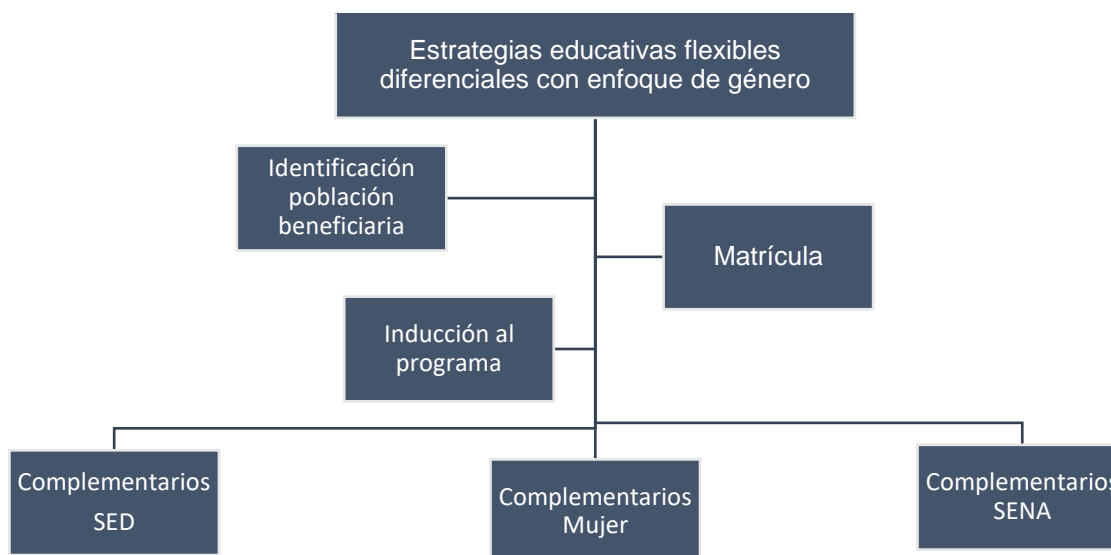 Estrategias educativas flexibles
diferenciales con enfoque de género
Identificación
población
beneficiaria
Matrícula
Inducción al
programa
Complementarios
SED
Complementarios
Mujer
Complementarios
SENA